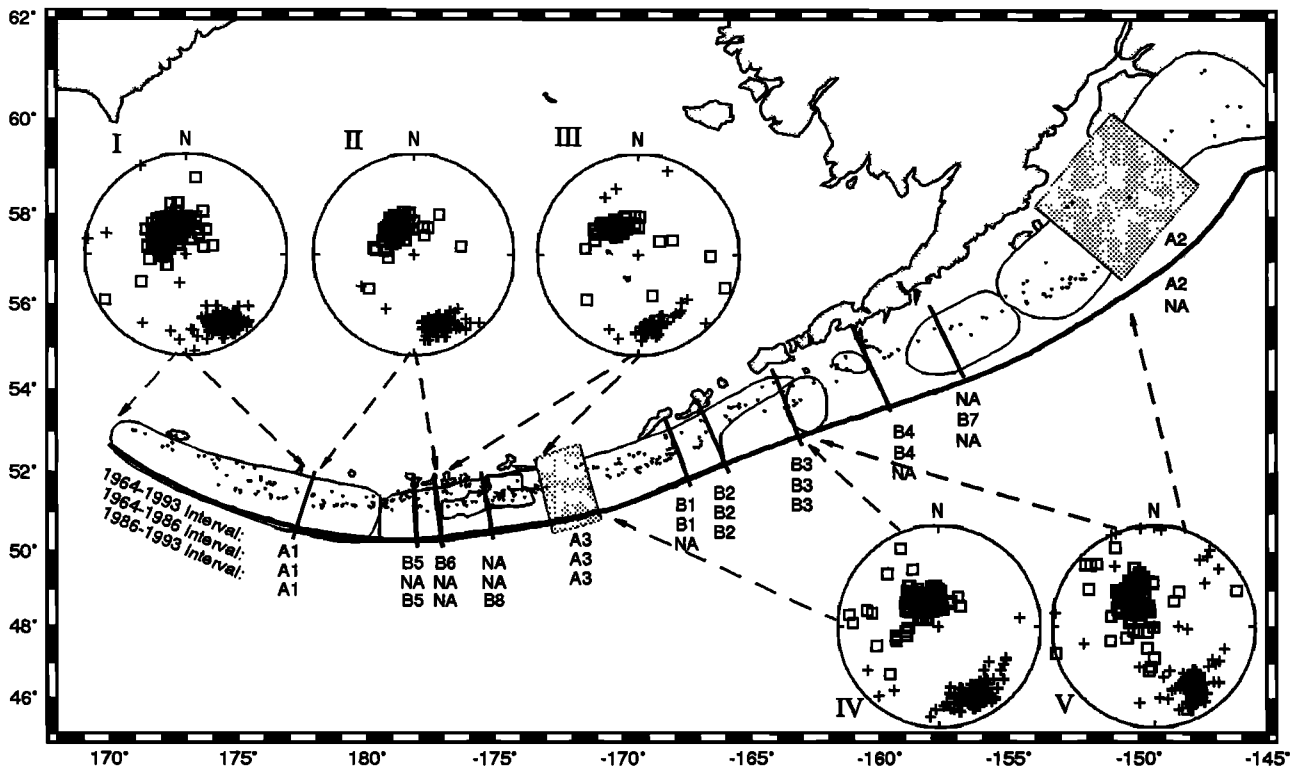 62°
60°
58°
56°
54°
52°
50°
48°
46°
I
N
II
N
III
N
A2
A2
NA
NA
B7
NA
B4
B4
NA
B3
B3
B3
B2
B2
B2
B1
B1
NA
1964-1993 Interval:
1964-1986 Interval:
1986-1993 Interval:
A1
A1
A1
B5
NA
B5
B6
NA
NA
NA
NA
B8
A3
A3
A3
N
IV
N
V
170°
175°
180°
-175°
-170°
-165°
-160°
-155°
-150°
-145°